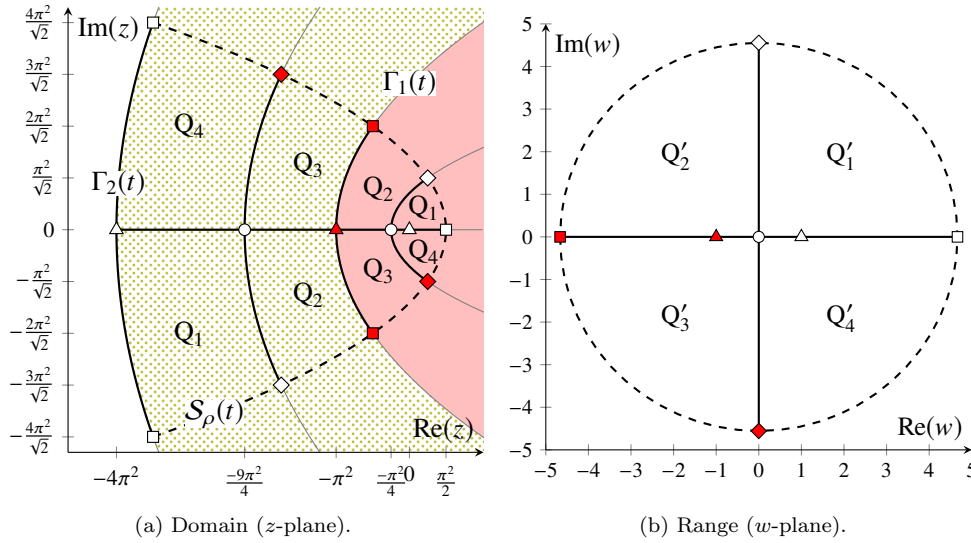 Im(z)
Re(z)
4π²/√2
3π²/√2
2π²/√2
π²/√2
0
−π²/√2
−2π²/√2
−3π²/√2
−4π²/√2
−4π²
−9π²/4
−π²
−π²/4
0
π²/2
Γ₁(t)
Γ₂(t)
𝒮ρ(t)
Q₄
Q₃
Q₂
Q₁
Q₄
Q₃
Q₂
Q₁
(a) Domain (z-plane).
Im(w)
Re(w)
5
4
3
2
1
0
−1
−2
−3
−4
−5
−5 −4 −3 −2 −1 0 1 2 3 4 5
Q′₂ Q′₁
Q′₃ Q′₄
(b) Range (w-plane).